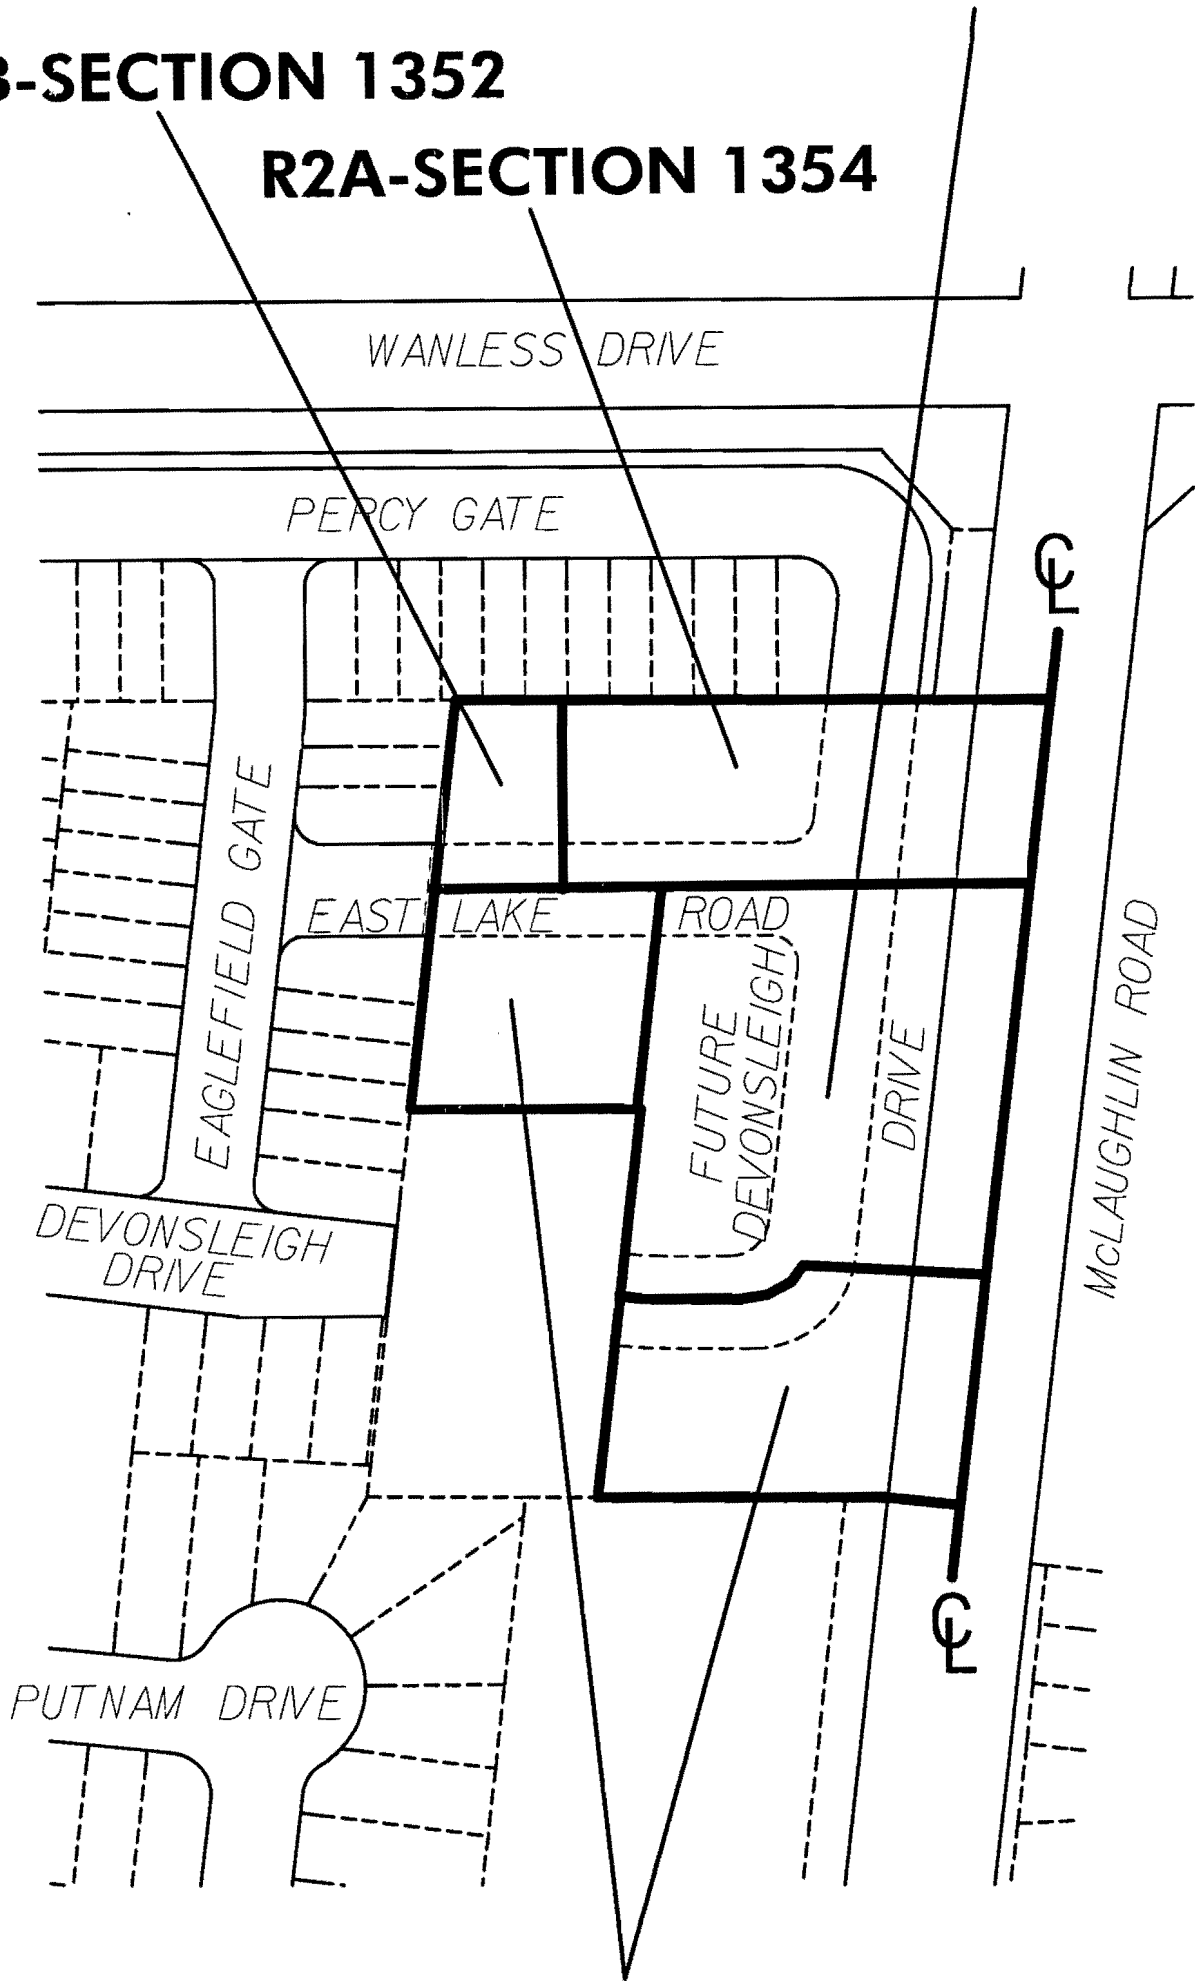 -SECTION 1352
R2A-SECTION 1354
WANLESS DRIVE
PERCY GATE
CL
EAGLEFIELD GATE
EAST LAKE ROAD
FUTURE
DEVONSLEIGH
DRIVE
McLAUGHLIN ROAD
DEVONSLEIGH
DRIVE
CL
PUTNAM DRIVE